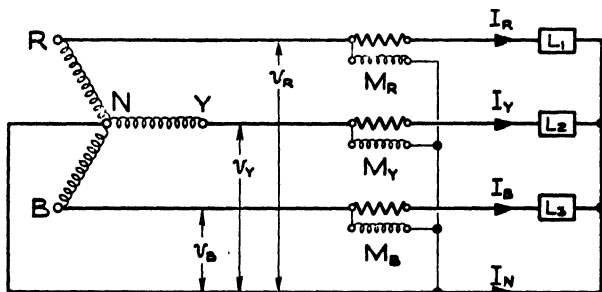 R I_R L₁
v_R M_R
N Y I_Y L₂
v_Y M_Y
B I_B L₃
v_B M_B
I_N